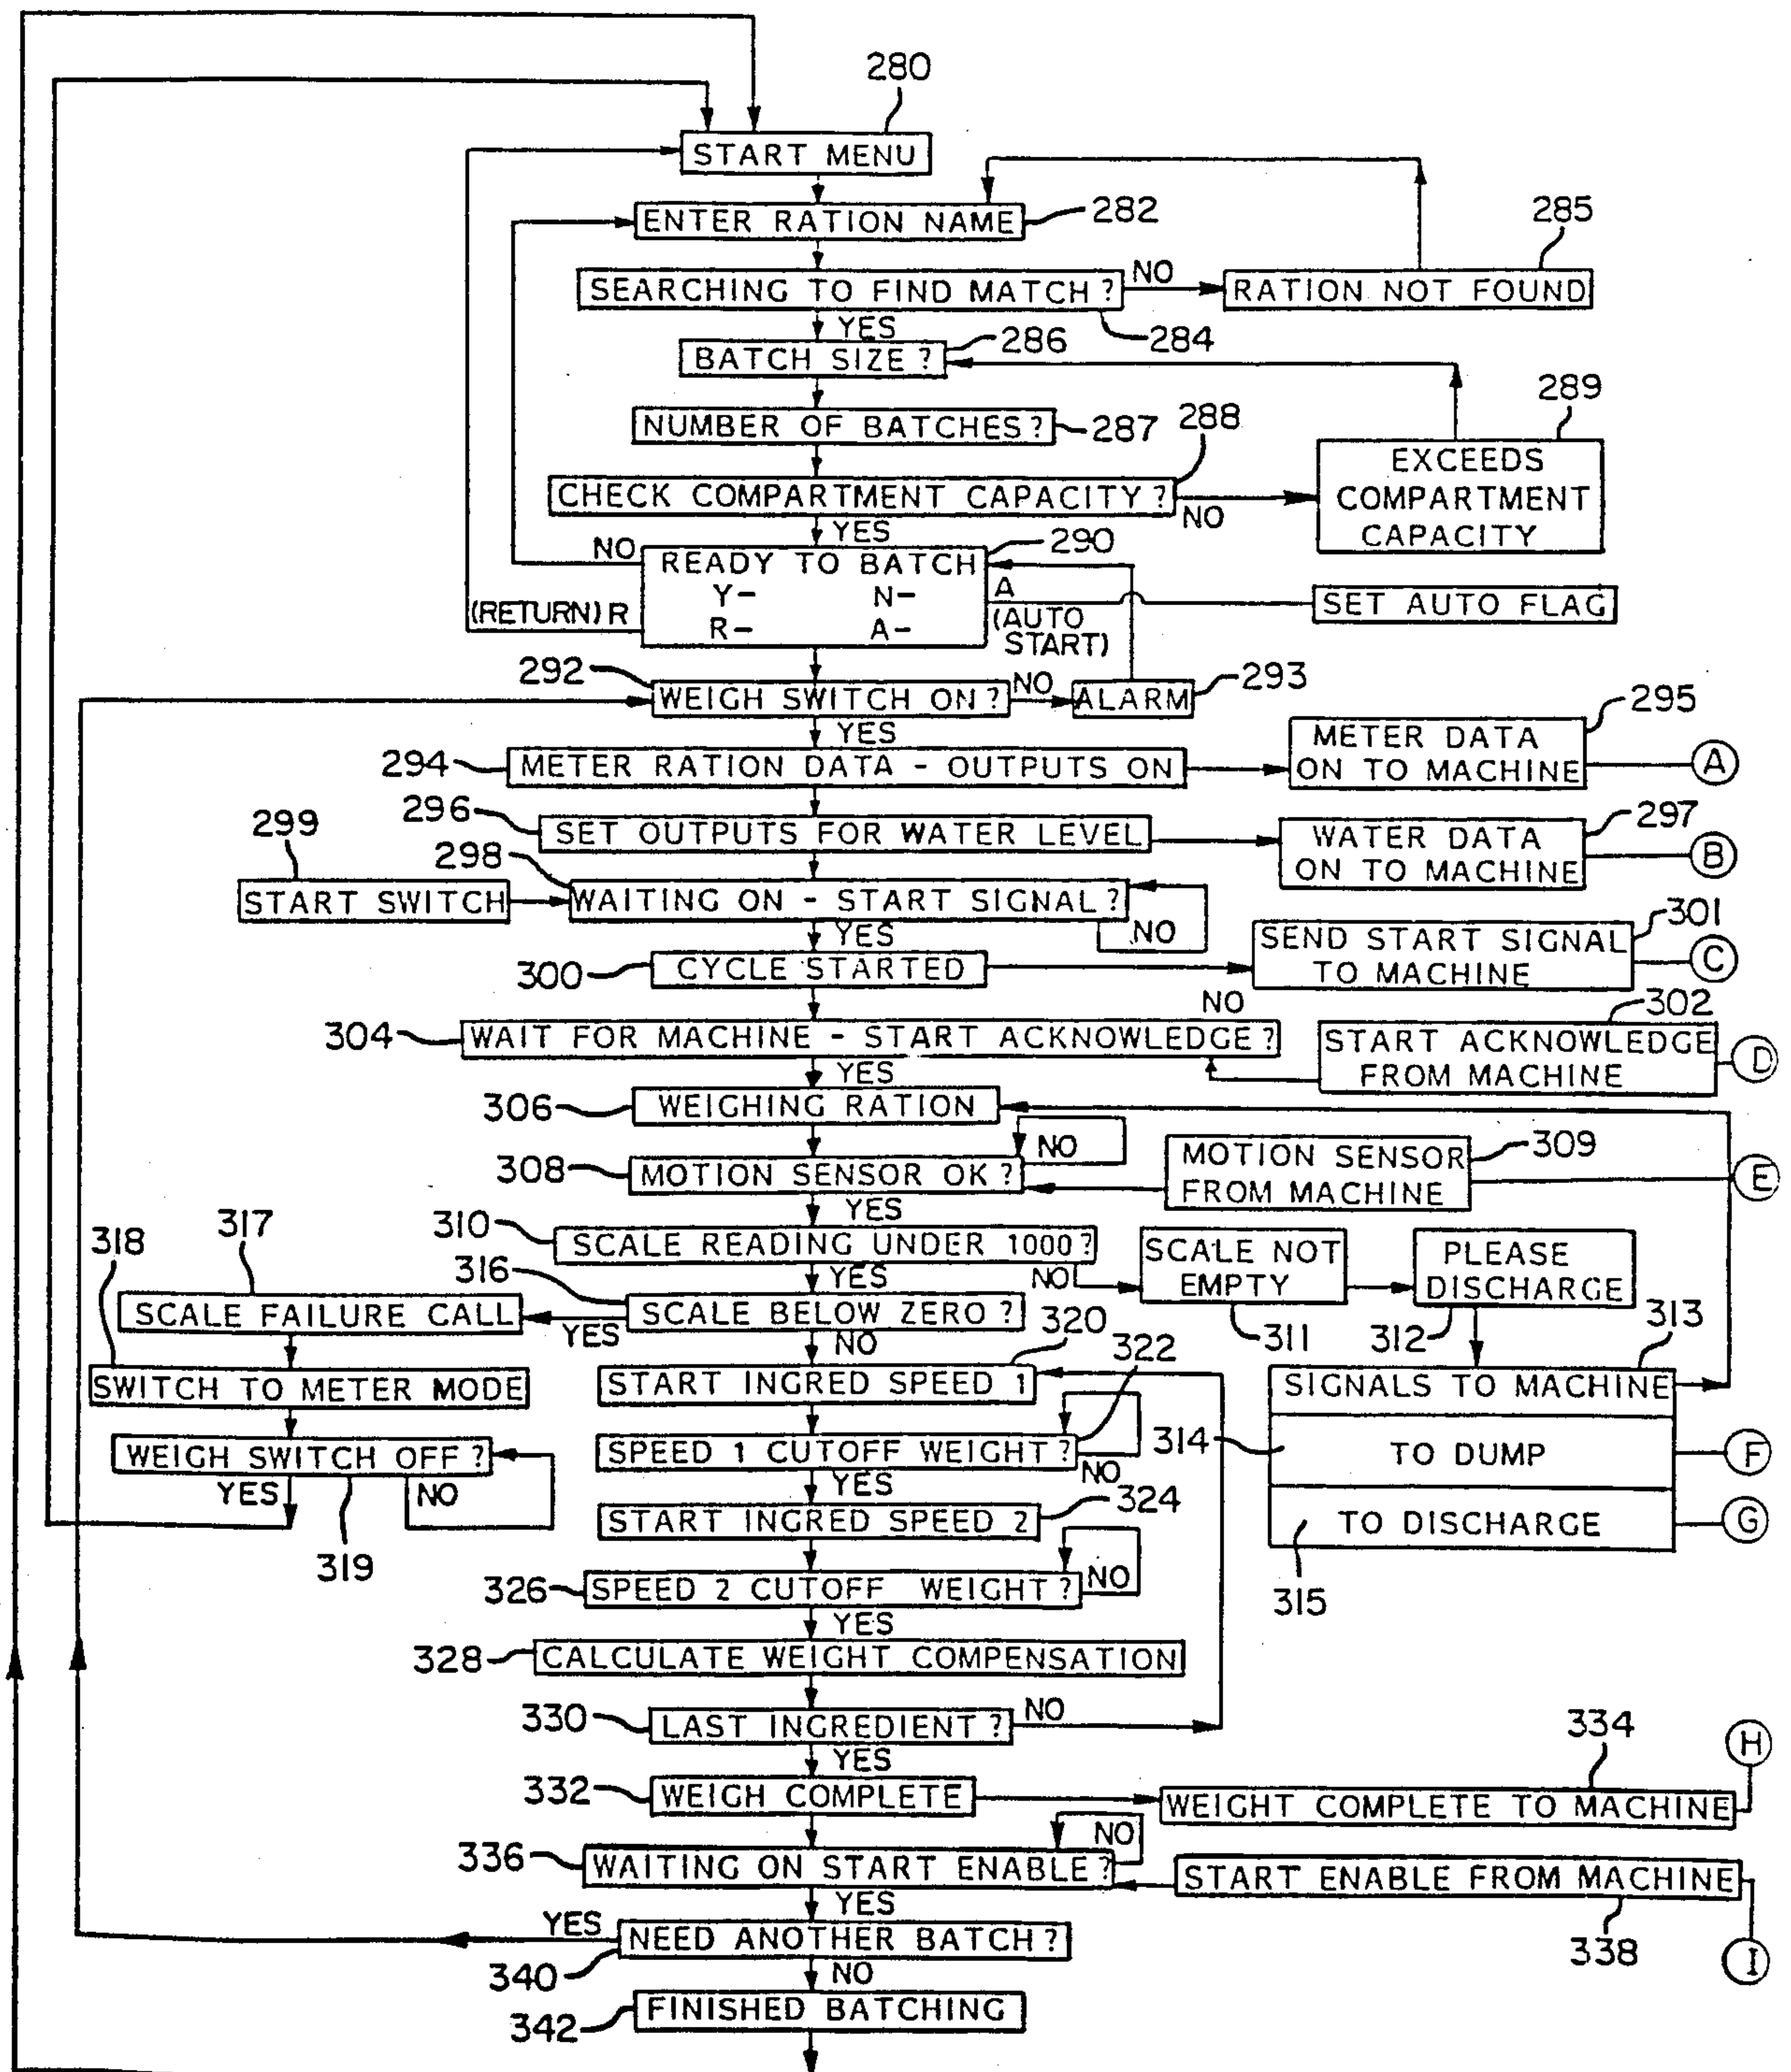 280
START MENU
ENTER RATION NAME
282
285
SEARCHING TO FIND MATCH ?
NO
RATION NOT FOUND
YES
286
284
BATCH SIZE ?
289
NUMBER OF BATCHES ?
287
288
EXCEEDS
COMPARTMENT
CAPACITY
CHECK COMPARTMENT CAPACITY ?
NO
YES
290
NO
READY TO BATCH
Y-
N-
R-
A-
(RETURN) R
A
(AUTO
START)
SET AUTO FLAG
292
WEIGH SWITCH ON ?
NO
ALARM
293
YES
295
294
METER RATION DATA - OUTPUTS ON
METER DATA
ON TO MACHINE
A
296
SET OUTPUTS FOR WATER LEVEL
297
WATER DATA
ON TO MACHINE
B
299
298
START SWITCH
WAITING ON - START SIGNAL ?
NO
YES
301
300
CYCLE STARTED
SEND START SIGNAL
TO MACHINE
C
NO
302
304
WAIT FOR MACHINE - START ACKNOWLEDGE ?
START ACKNOWLEDGE
FROM MACHINE
D
YES
306
WEIGHING RATION
NO
309
308
MOTION SENSOR OK ?
MOTION SENSOR
FROM MACHINE
E
YES
310
SCALE READING UNDER 1000 ?
NO
SCALE NOT
EMPTY
PLEASE
DISCHARGE
YES
311
312
313
318
317
316
SCALE FAILURE CALL
YES
SCALE BELOW ZERO ?
NO
320
322
SWITCH TO METER MODE
START INGRED SPEED 1
SIGNALS TO MACHINE
WEIGH SWITCH OFF ?
SPEED 1 CUTOFF WEIGHT ?
NO
314
TO DUMP
F
YES
NO
YES
324
319
START INGRED SPEED 2
TO DISCHARGE
G
315
326
SPEED 2 CUTOFF WEIGHT ?
NO
YES
328
CALCULATE WEIGHT COMPENSATION
330
LAST INGREDIENT ?
NO
YES
334
H
332
WEIGH COMPLETE
WEIGHT COMPLETE TO MACHINE
NO
336
WAITING ON START ENABLE ?
START ENABLE FROM MACHINE
YES
338
I
YES
NEED ANOTHER BATCH ?
340
NO
342
FINISHED BATCHING